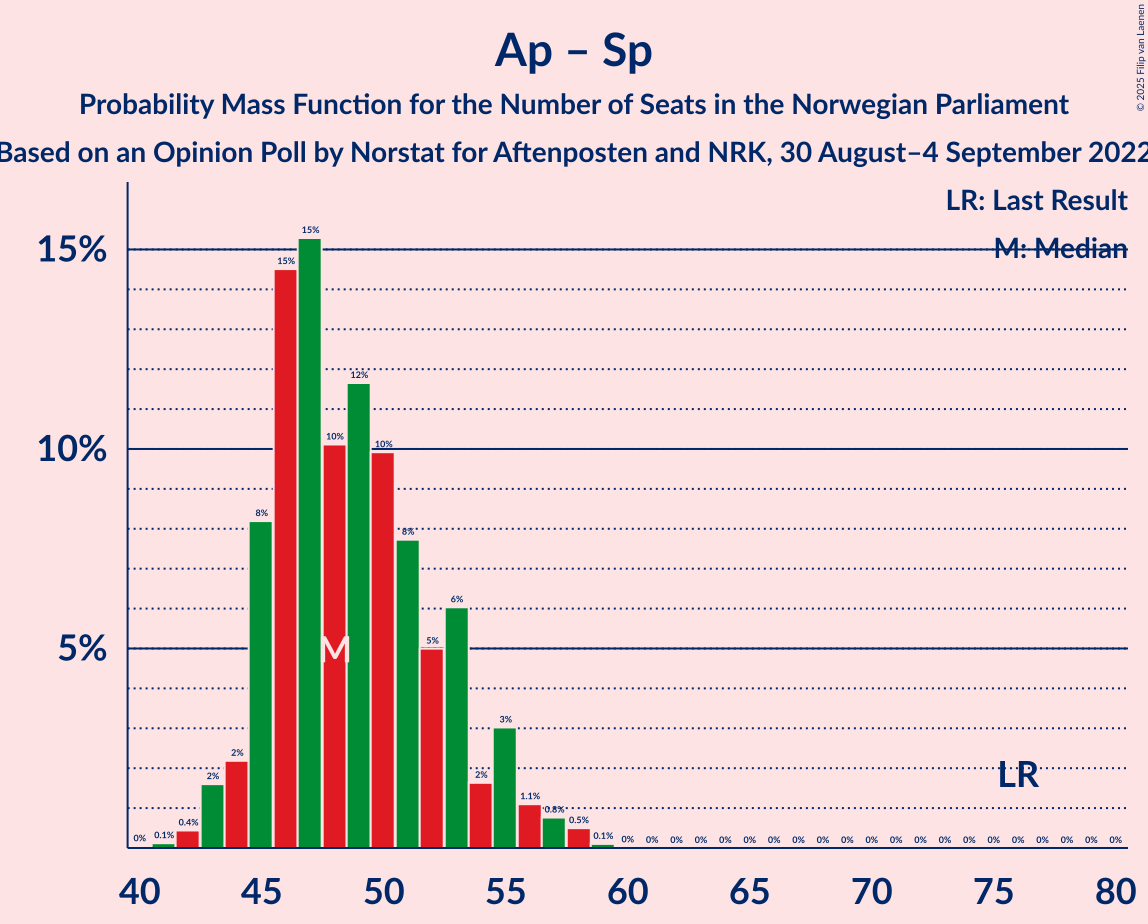 Ap – Sp
Probability Mass Function for the Number of Seats in the Norwegian Parliament
Based on an Opinion Poll by Norstat for Aftenposten and NRK, 30 August–4 September 2022
© 2025 Filip van Laenen
LR: Last Result
M: Median
15%
10%
5%
0% 0.1% 0.4% 2% 2% 8% 15% 15% 10% 12% 10% 8% 5% 6% 2% 3% 1.1% 0.8% 0.5% 0.1% 0% 0% 0% 0% 0% 0% 0% 0% 0% 0% 0% 0% 0% 0% 0% 0% 0% 0% 0% 0% 0%
M
LR
40 45 50 55 60 65 70 75 80